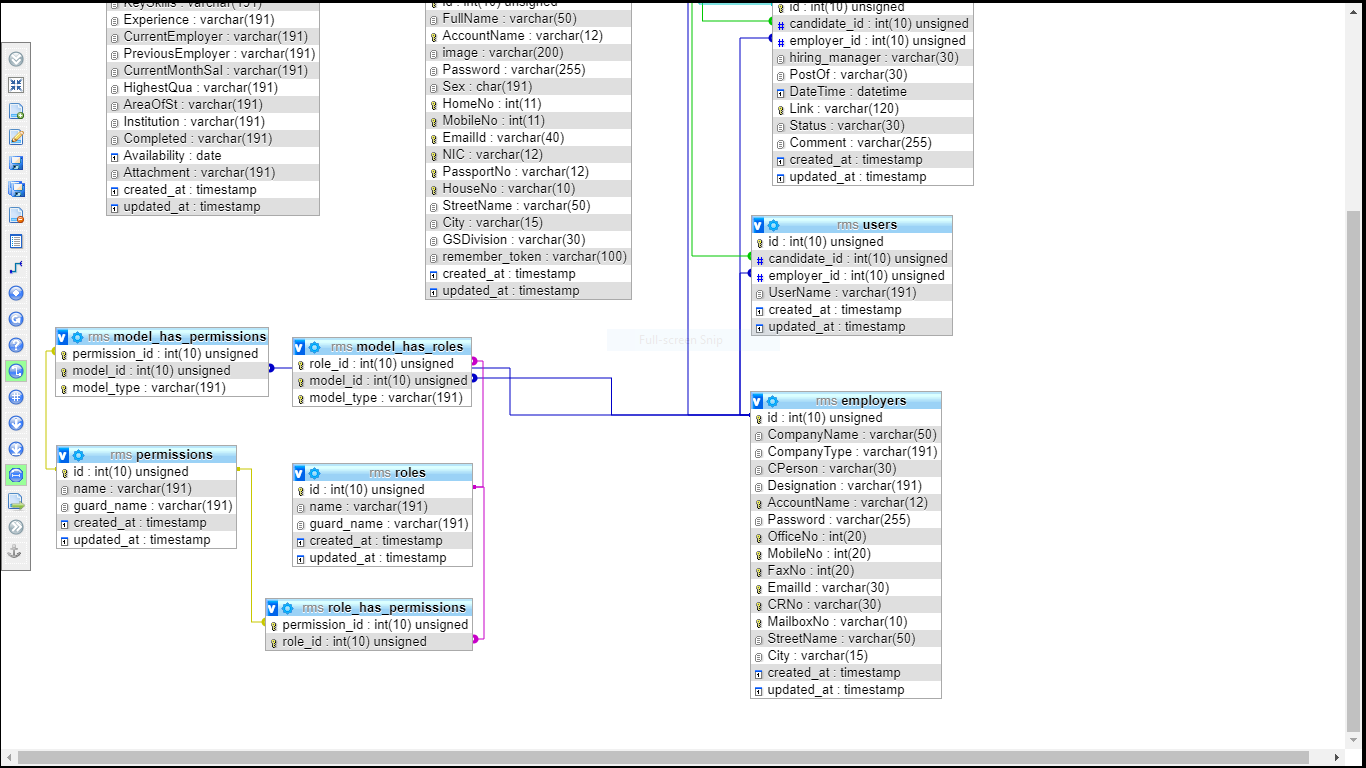 KeySkills : varchar(191)
Experience : varchar(191)
CurrentEmployer : varchar(191)
PreviousEmployer : varchar(191)
CurrentMonthSal : varchar(191)
HighestQua : varchar(191)
AreaOfSt : varchar(191)
Institution : varchar(191)
Completed : varchar(191)
Availability : date
Attachment : varchar(191)
created_at : timestamp
updated_at : timestamp
id : int(10) unsigned
FullName : varchar(50)
AccountName : varchar(12)
image : varchar(200)
Password : varchar(255)
Sex : char(191)
HomeNo : int(11)
MobileNo : int(11)
EmailId : varchar(40)
NIC : varchar(12)
PassportNo : varchar(12)
HouseNo : varchar(10)
StreetName : varchar(50)
City : varchar(15)
GSDivision : varchar(30)
remember_token : varchar(100)
created_at : timestamp
updated_at : timestamp
id : int(10) unsigned
candidate_id : int(10) unsigned
employer_id : int(10) unsigned
hiring_manager : varchar(30)
PostOf : varchar(30)
DateTime : datetime
Link : varchar(120)
Status : varchar(30)
Comment : varchar(255)
created_at : timestamp
updated_at : timestamp
rms users
id : int(10) unsigned
candidate_id : int(10) unsigned
employer_id : int(10) unsigned
UserName : varchar(191)
created_at : timestamp
updated_at : timestamp
Full-screen Snip
rms model_has_permissions
permission_id : int(10) unsigned
model_id : int(10) unsigned
model_type : varchar(191)
rms model_has_roles
role_id : int(10) unsigned
model_id : int(10) unsigned
model_type : varchar(191)
rms permissions
id : int(10) unsigned
name : varchar(191)
guard_name : varchar(191)
created_at : timestamp
updated_at : timestamp
rms roles
id : int(10) unsigned
name : varchar(191)
guard_name : varchar(191)
created_at : timestamp
updated_at : timestamp
rms role_has_permissions
permission_id : int(10) unsigned
role_id : int(10) unsigned
rms employers
id : int(10) unsigned
CompanyName : varchar(50)
CompanyType : varchar(191)
CPerson : varchar(30)
Designation : varchar(191)
AccountName : varchar(12)
Password : varchar(255)
OfficeNo : int(20)
MobileNo : int(20)
FaxNo : int(20)
EmailId : varchar(30)
CRNo : varchar(30)
MailboxNo : varchar(10)
StreetName : varchar(50)
City : varchar(15)
created_at : timestamp
updated_at : timestamp